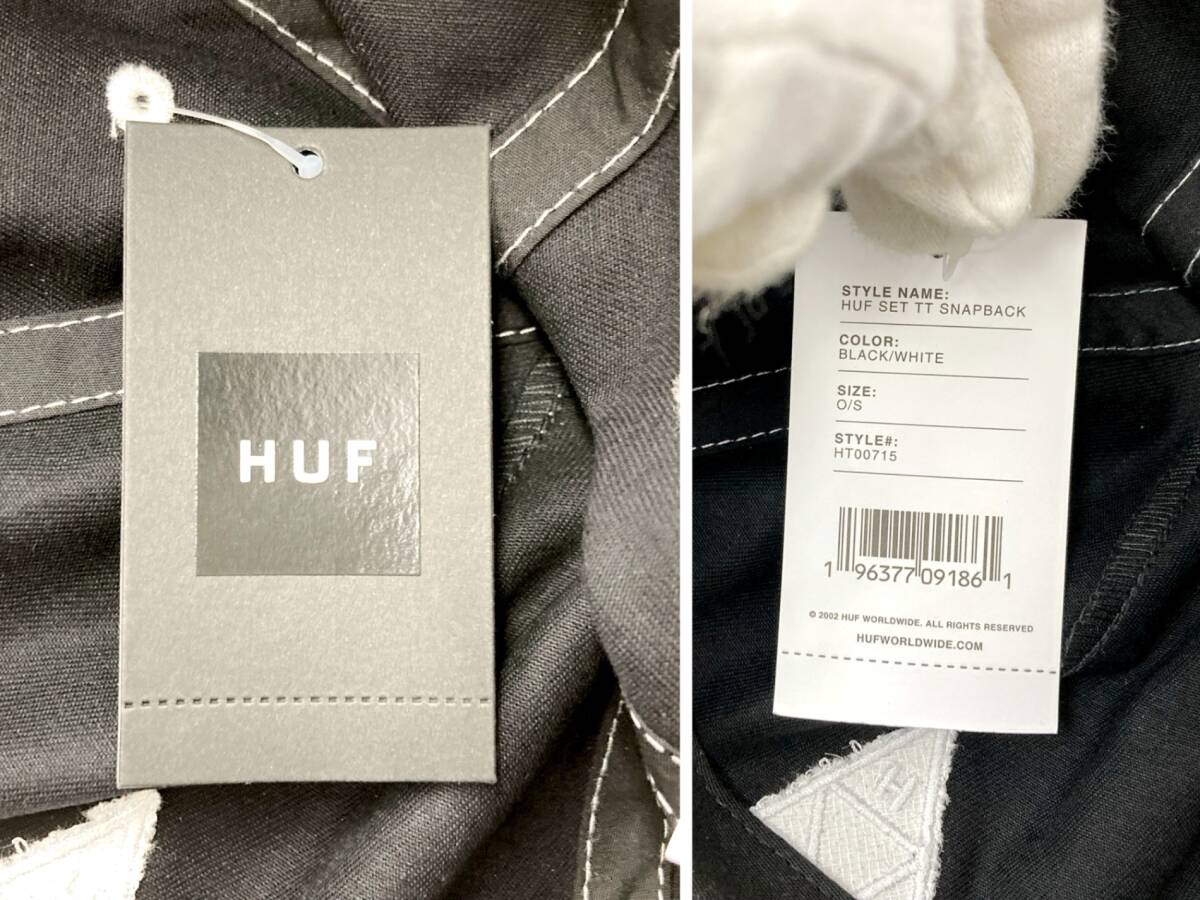 HUF
STYLE NAME:
HUF SET TT SNAPBACK
COLOR:
BLACK/WHITE
SIZE:
O/S
STYLE#:
HT00715
1 96377 09186 1
© 2002 HUF WORLDWIDE. ALL RIGHTS RESERVED
HUFWORLDWIDE.COM
H